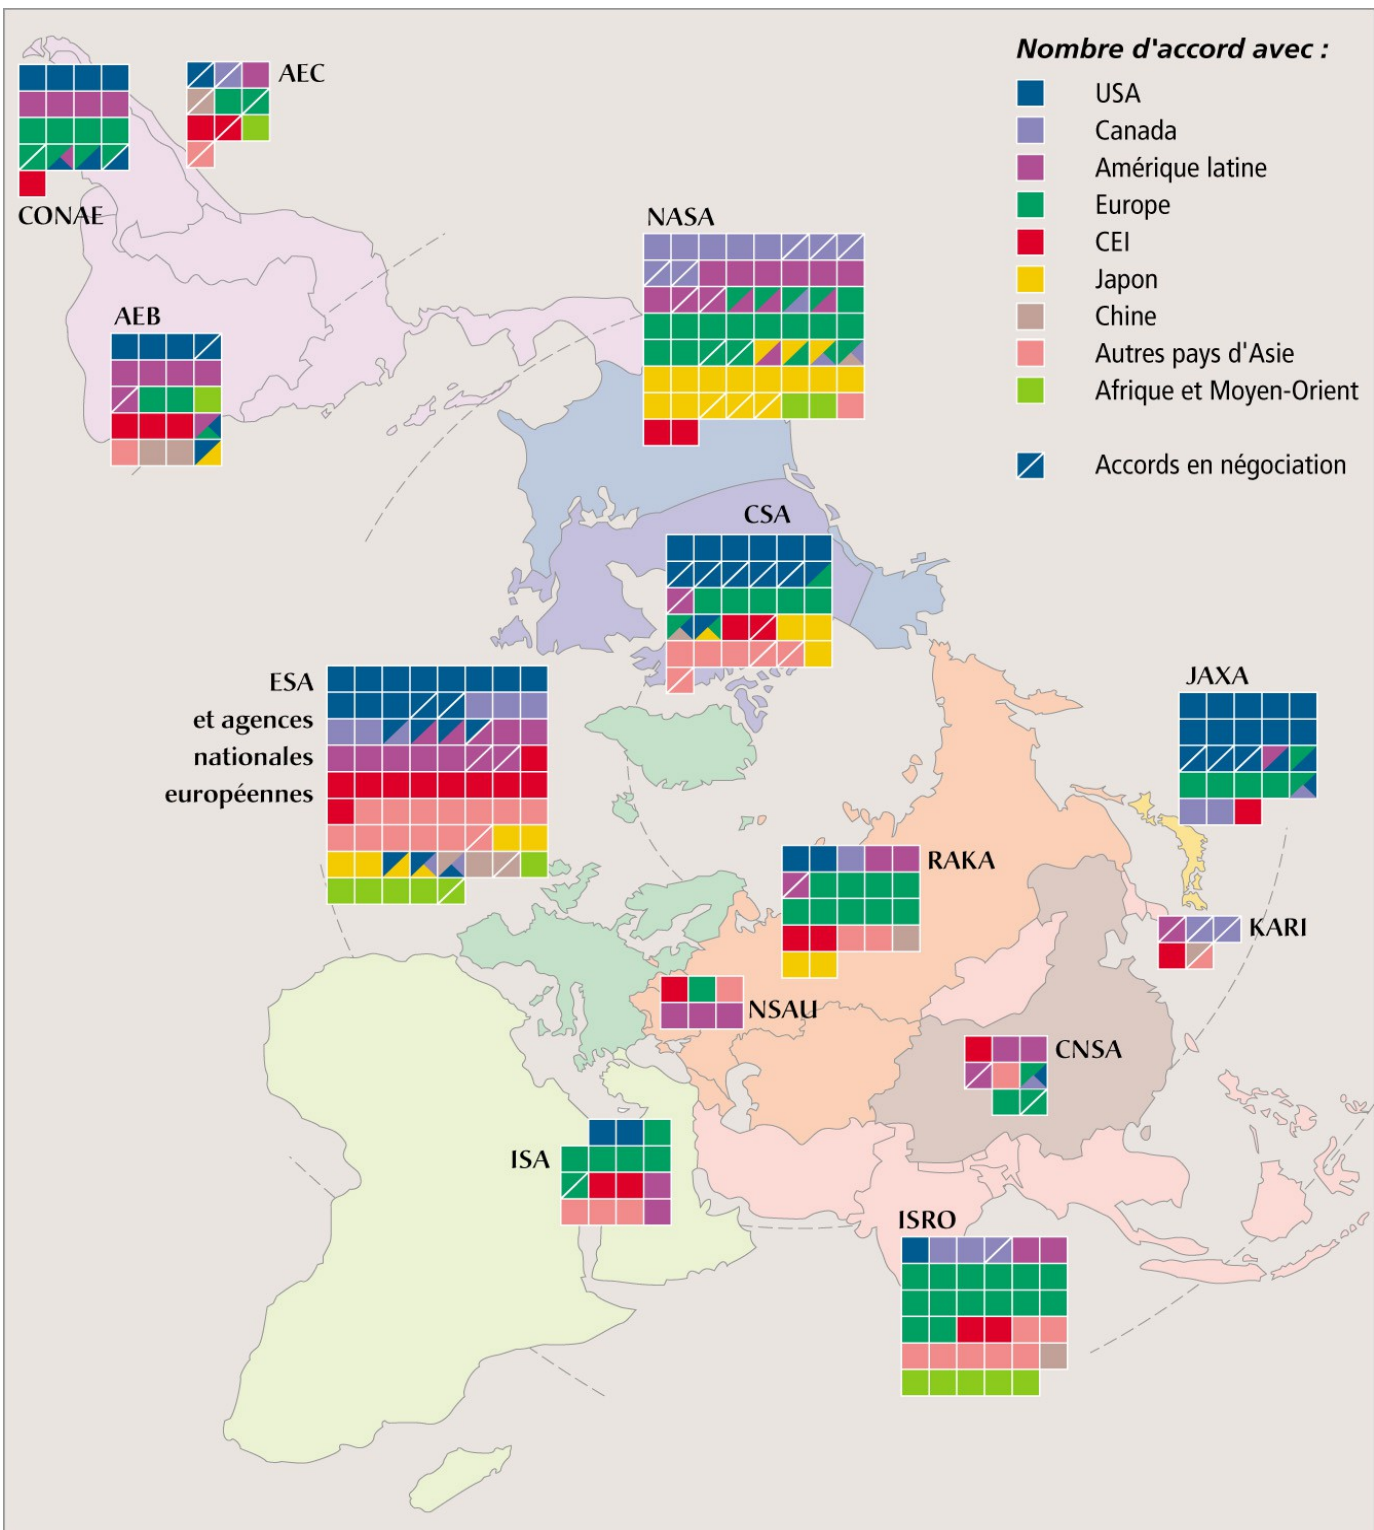 Nombre d'accord avec :
USA
Canada
Amérique latine
Europe
CEI
Japon
Chine
Autres pays d'Asie
Afrique et Moyen-Orient
Accords en négociation
AEC
CONAE
NASA
AEB
CSA
ESA
et agences
nationales
européennes
JAXA
RAKA
KARI
NSAU
CNSA
ISA
ISRO